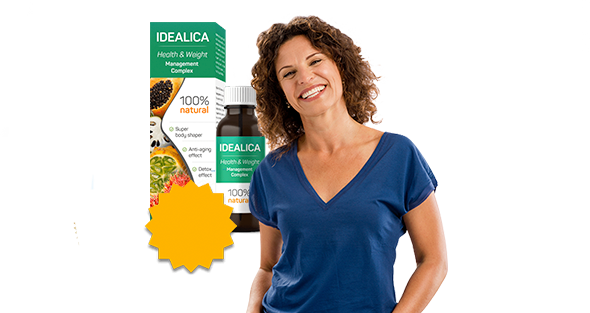 IDEALICA
Health & Weight
Management
Complex
100%
natural
Super
body shaper
Anti-aging
effect
Detox
effect
IDEALICA
Health & Weight
Management
Complex
100%
natural